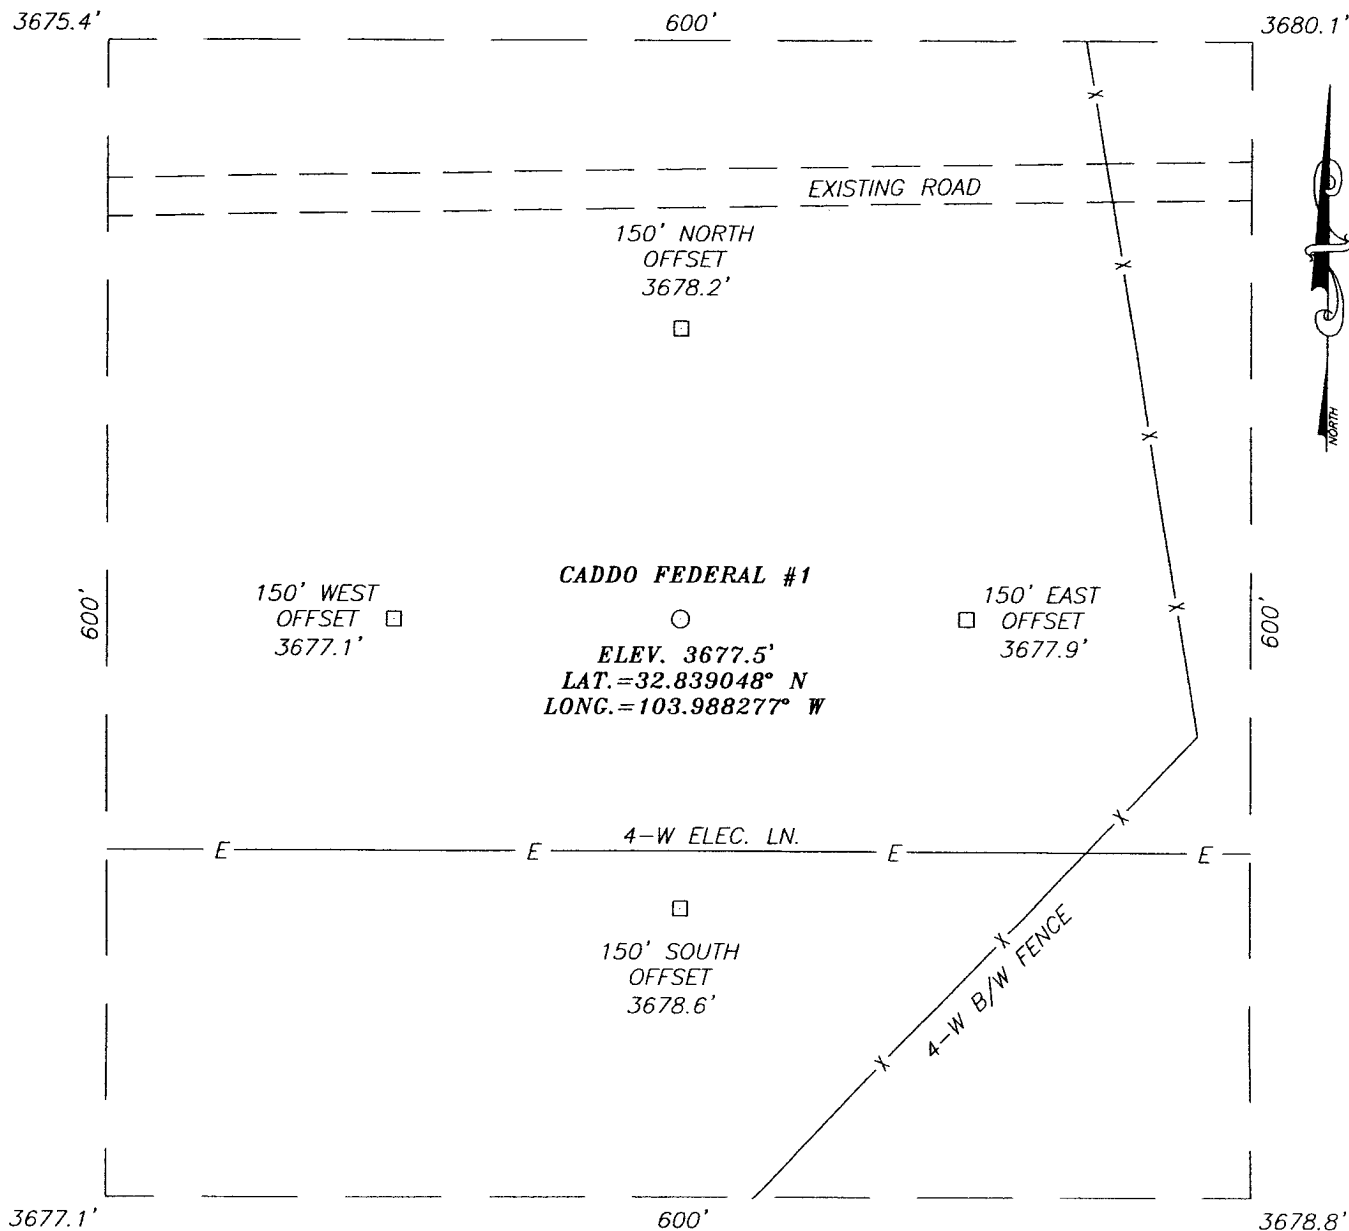 3675.4'
600'
3680.1'
EXISTING ROAD
150' NORTH
OFFSET
3678.2'
NORTH
CADDO FEDERAL #1
150' WEST
OFFSET
3677.1'
150' EAST
OFFSET
3677.9'
600'
600'
ELEV. 3677.5'
LAT.=32.839048° N
LONG.=103.988277° W
4-W ELEC. LN.
E
E
E
E
150' SOUTH
OFFSET
3678.6'
4-W B/W FENCE
3677.1'
600'
3678.8'